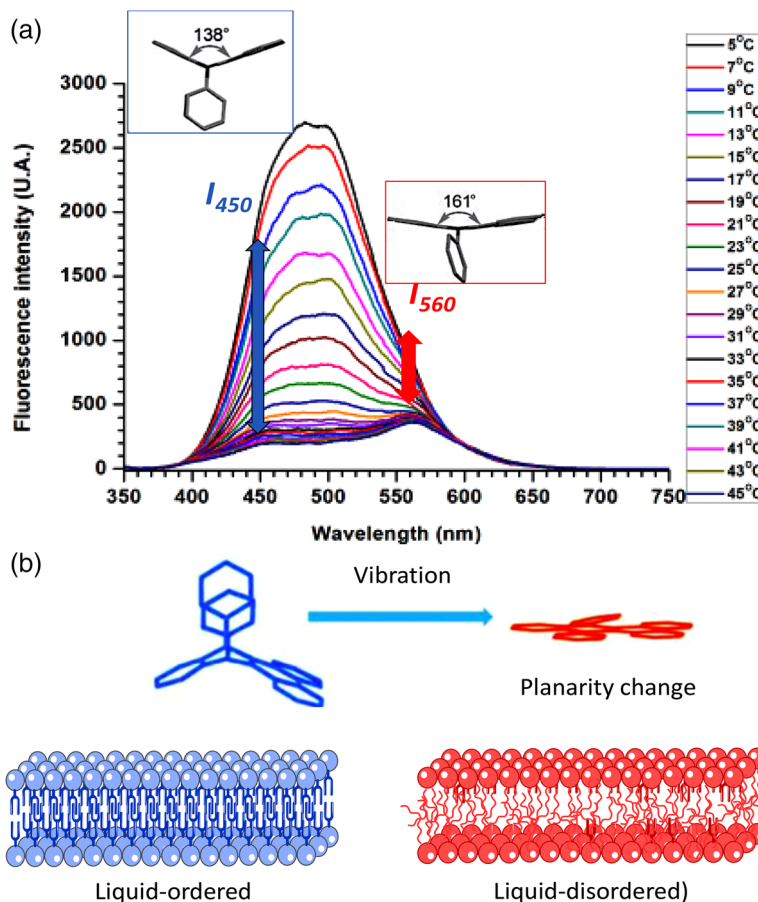 (a)
138°
5°C
7°C
9°C
11°C
13°C
15°C
17°C
19°C
21°C
23°C
25°C
27°C
29°C
31°C
33°C
35°C
37°C
39°C
41°C
43°C
45°C
3000
2500
2000
1500
1000
500
0
Fluorescence intensity (U.A.)
I450
161°
I560
350 400 450 500 550 600 650 700 750
Wavelength (nm)
(b)
Vibration
Planarity change
Liquid-ordered
Liquid-disordered)